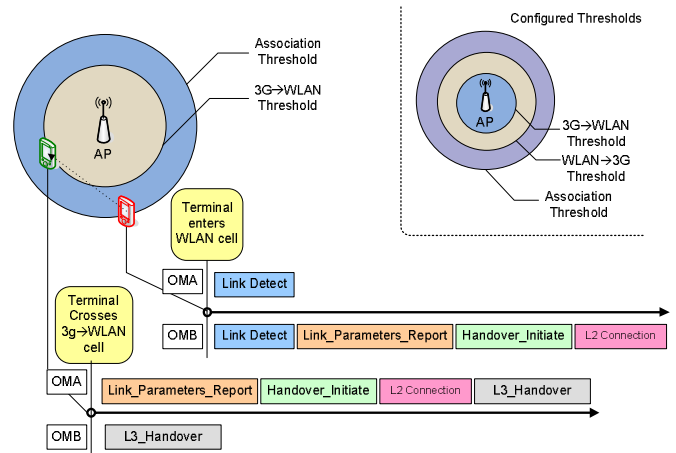 Configured Thresholds
Association
Threshold
3G→WLAN
Threshold
AP
AP
3G→WLAN
Threshold
WLAN→3G
Threshold
Association
Threshold
Terminal
enters
WLAN cell
OMA
Link Detect
OMB
Link Detect
Link_Parameters_Report
Handover_Initiate
L2 Connection
Terminal
Crosses
3g→WLAN
cell
OMA
Link_Parameters_Report
Handover_Initiate
L2 Connection
L3_Handover
OMB
L3_Handover